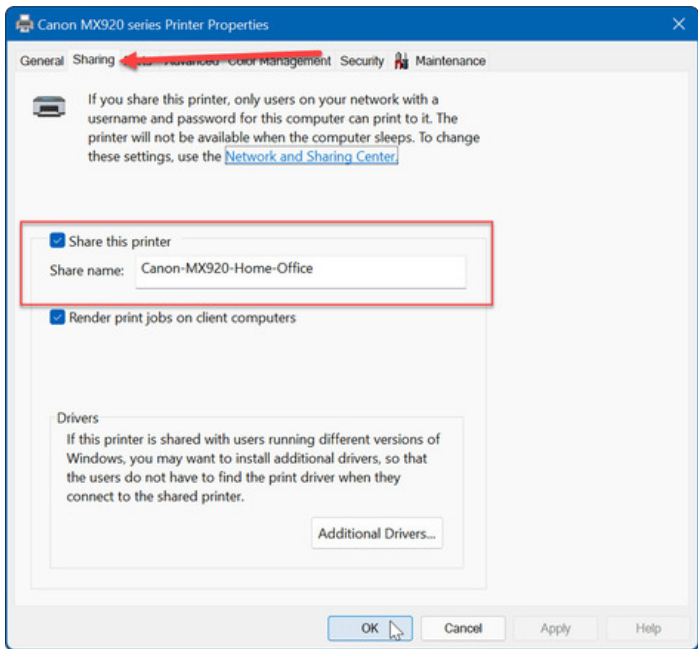 Canon MX920 series Printer Properties
General Sharing Advanced Color Management Security Maintenance
If you share this printer, only users on your network with a
username and password for this computer can print to it. The
printer will not be available when the computer sleeps. To change
these settings, use the Network and Sharing Center.
Share this printer
Share name: Canon-MX920-Home-Office
Render print jobs on client computers
Drivers
If this printer is shared with users running different versions of
Windows, you may want to install additional drivers, so that
the users do not have to find the print driver when they
connect to the shared printer.
Additional Drivers...
OK Cancel Apply Help